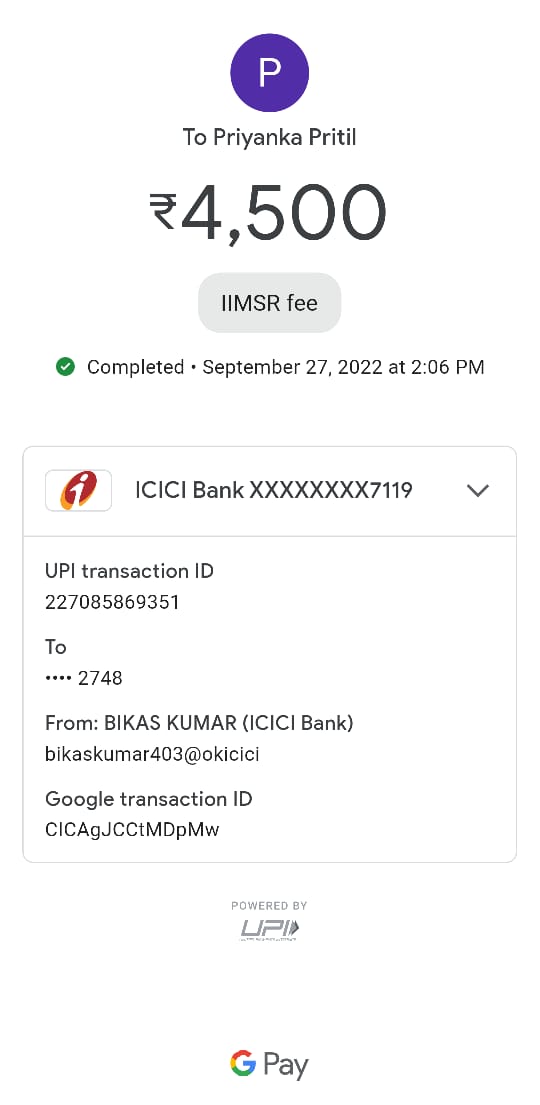 P
To Priyanka Pritil
₹4,500
IIMSR fee
Completed • September 27, 2022 at 2:06 PM
ICICI Bank XXXXXXXX7119
UPI transaction ID
227085869351
To
•••• 2748
From: BIKAS KUMAR (ICICI Bank)
bikaskumar403@okicici
Google transaction ID
CICAgJCCtMDpMw
POWERED BY
UPI
G Pay